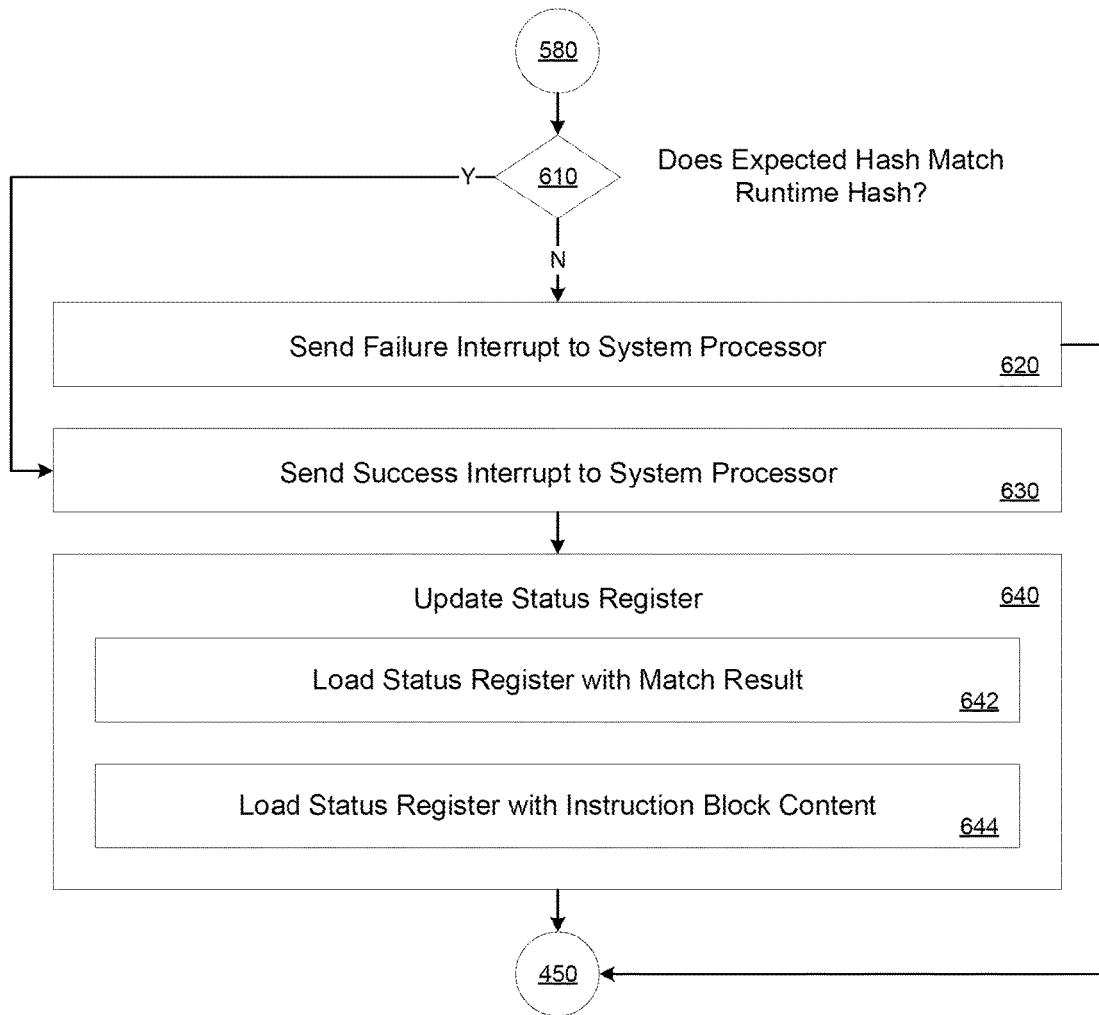 580
Y
610
Does Expected Hash Match
Runtime Hash?
N
Send Failure Interrupt to System Processor
620
Send Success Interrupt to System Processor
630
Update Status Register
640
Load Status Register with Match Result
642
Load Status Register with Instruction Block Content
644
450